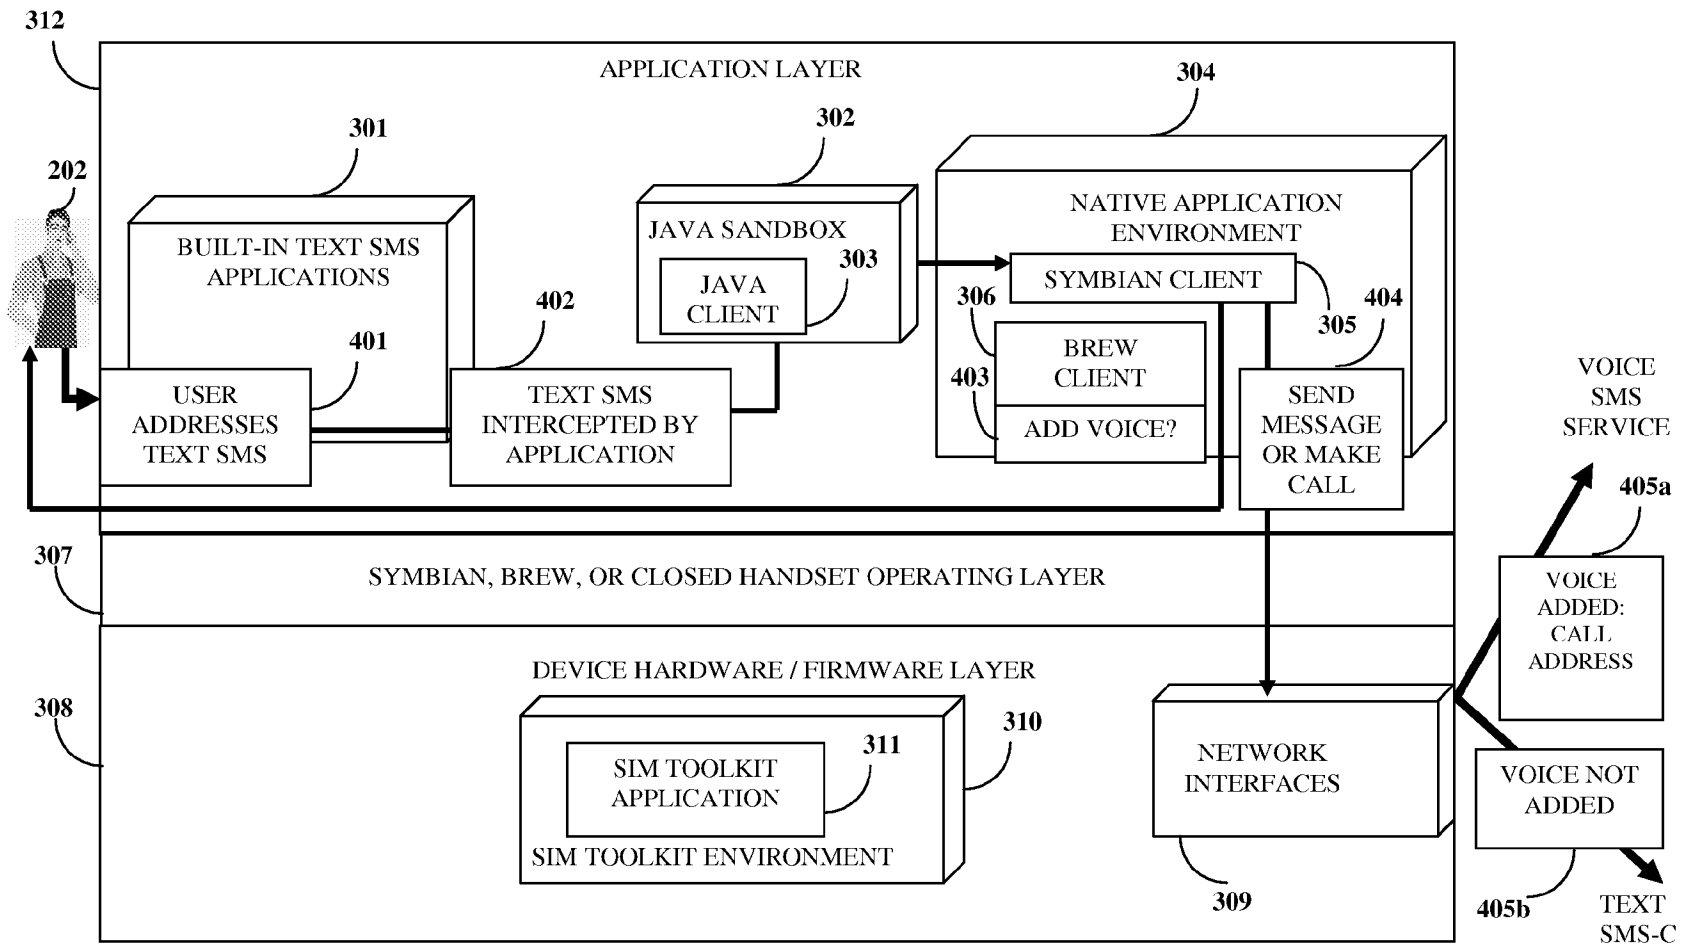 312
APPLICATION LAYER
304
302
301
202
NATIVE APPLICATION
ENVIRONMENT
JAVA SANDBOX
BUILT-IN TEXT SMS
APPLICATIONS
303
SYMBIAN CLIENT
JAVA
CLIENT
306
404
402
305
401
BREW
CLIENT
403
VOICE
SMS
SERVICE
USER
ADDRESSES
TEXT SMS
TEXT SMS
INTERCEPTED BY
APPLICATION
ADD VOICE?
SEND
MESSAGE
OR MAKE
CALL
405a
307
SYMBIAN, BREW, OR CLOSED HANDSET OPERATING LAYER
VOICE
ADDED:
CALL
ADDRESS
DEVICE HARDWARE / FIRMWARE LAYER
308
310
311
SIM TOOLKIT
APPLICATION
NETWORK
INTERFACES
VOICE NOT
ADDED
SIM TOOLKIT ENVIRONMENT
309
405b
TEXT
SMS-C